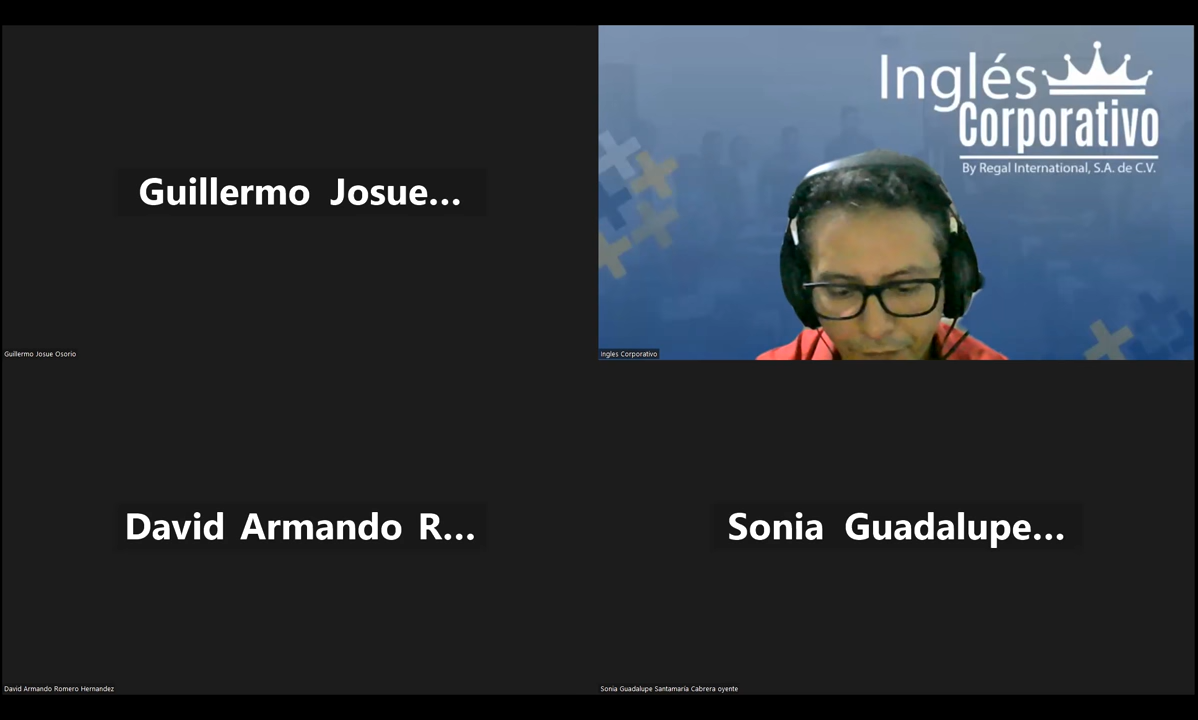 Guillermo Josue...
Guillermo Josue Osorio
Inglés
Corporativo
By Regal International, S.A. de C.V.
Ingles Corporativo
David Armando R...
David Armando Romero Hernandez
Sonia Guadalupe...
Sonia Guadalupe Santamaría Cabrera oyente